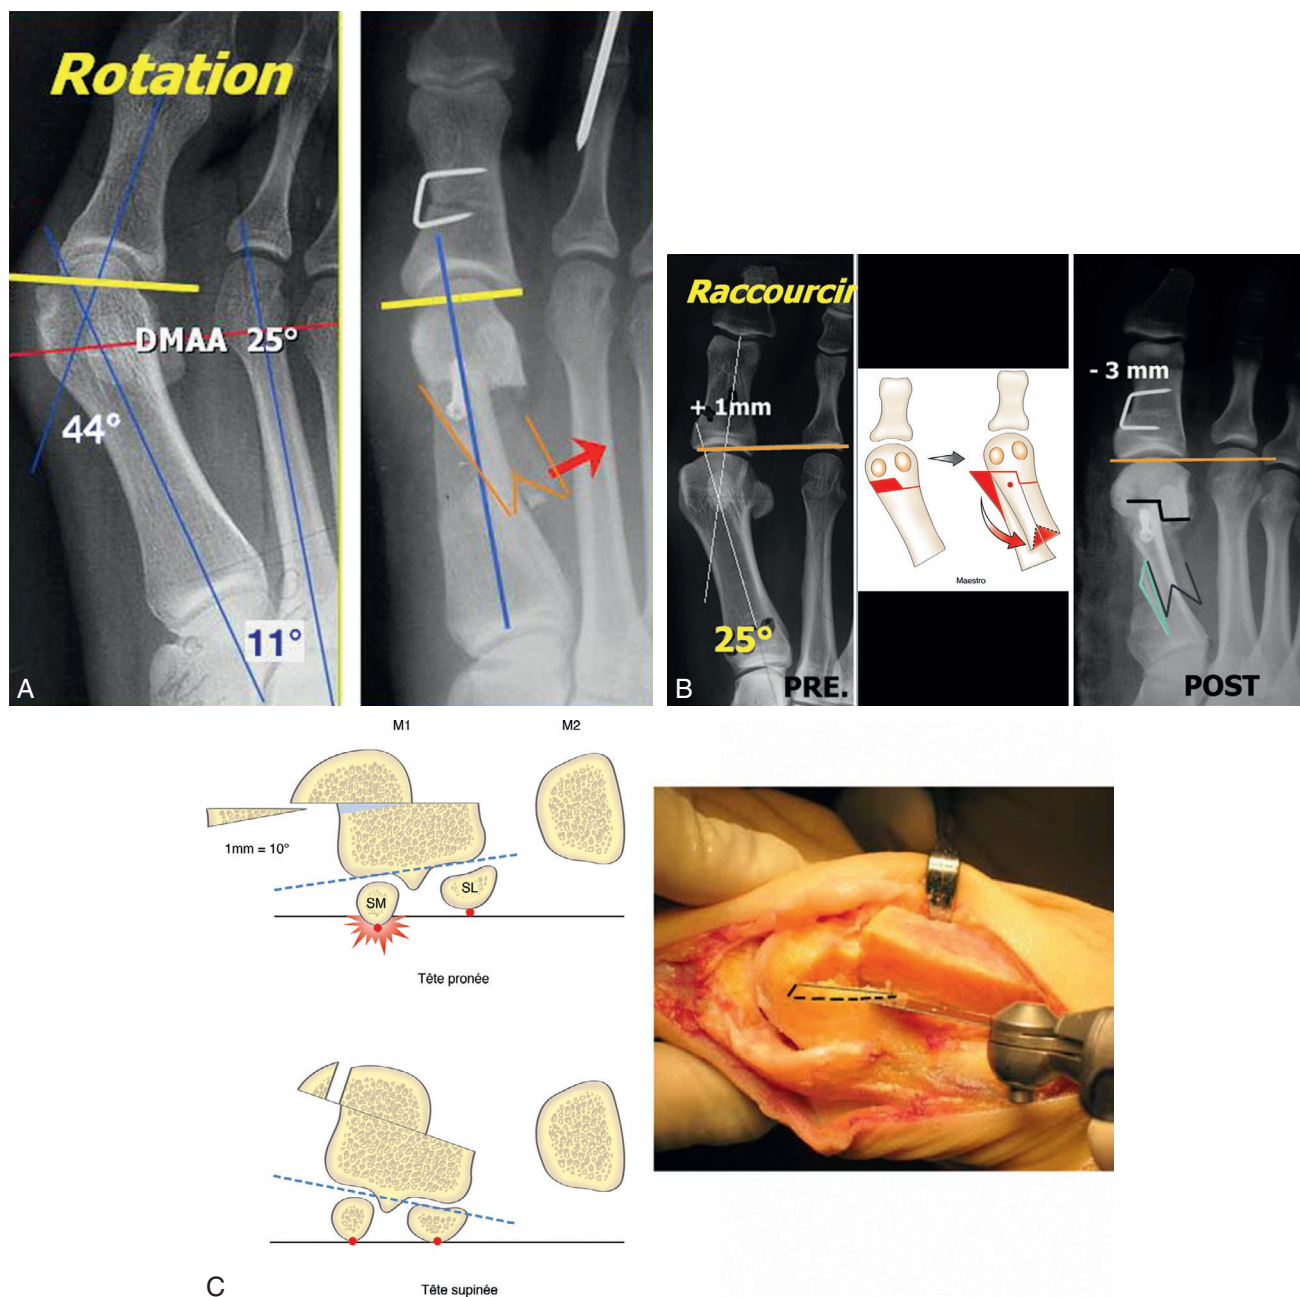 Rotation
DMAA 25°
44°
11°
A
Raccourcir
+ 1mm
- 3 mm
Maestro
25°
PRE.
POST
B
M1
M2
1mm = 10°
SM
SL
Tête pronée
Tête supinée
C